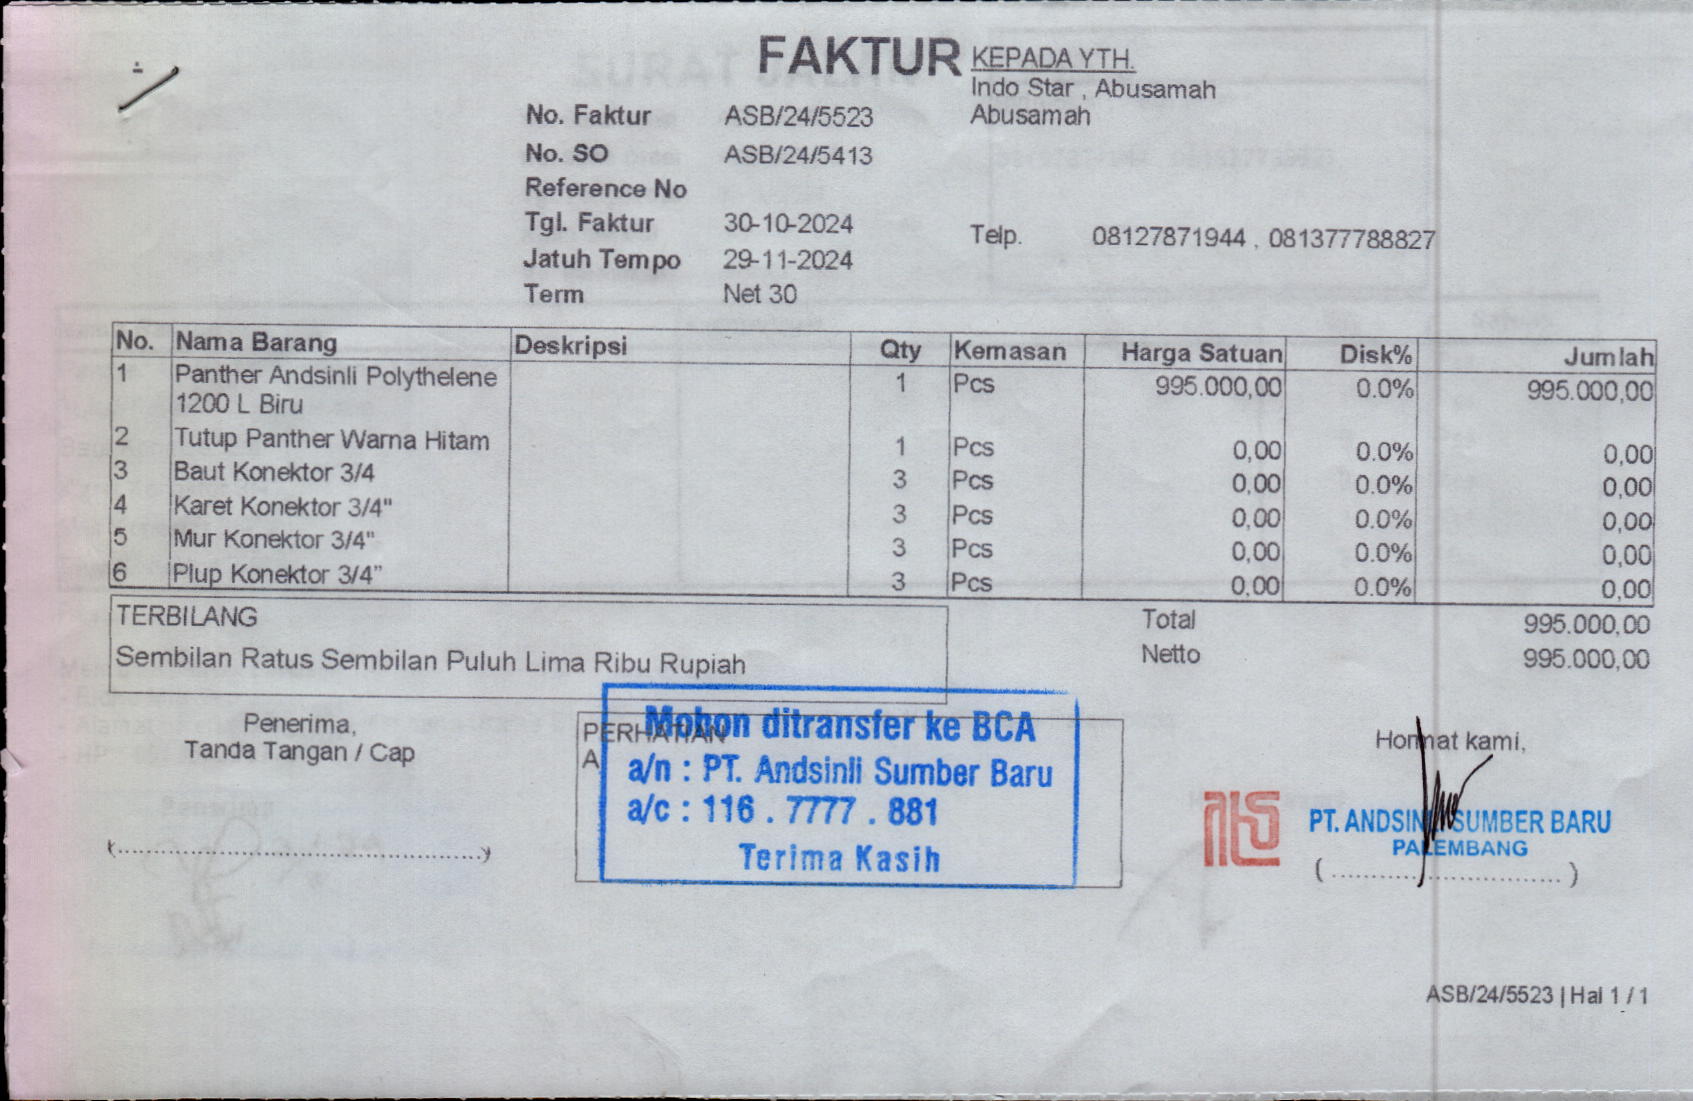 FAKTUR
No. Faktur ASB/24/5523
No. SO ASB/24/5413
Reference No
Tgl. Faktur 30-10-2024
Jatuh Tempo 29-11-2024
Term Net 30
KEPADA YTH.
Indo Star , Abusamah
Abusamah
Telp. 08127871944 , 081377788827
No. Nama Barang Deskripsi Qty Kemasan Harga Satuan Disk% Jumlah
1 Panther Andsinli Polythelene 1 Pcs 995.000,00 0.0% 995.000,00
1200 L Biru
2 Tutup Panther Warna Hitam 1 Pcs 0,00 0.0% 0,00
3 Baut Konektor 3/4 3 Pcs 0,00 0.0% 0,00
4 Karet Konektor 3/4" 3 Pcs 0,00 0.0% 0,00
5 Mur Konektor 3/4" 3 Pcs 0,00 0.0% 0,00
6 Plup Konektor 3/4” 3 Pcs 0,00 0.0% 0,00
TERBILANG
Sembilan Ratus Sembilan Puluh Lima Ribu Rupiah
Total 995.000,00
Netto 995.000,00
Penerima,
Tanda Tangan / Cap
(................................................)
PERHATIAN
A
Mohon ditransfer ke BCA
a/n : PT. Andsinli Sumber Baru
a/c : 116 . 7777 . 881
Terima Kasih
Hormat kami,
PT. ANDSINLI SUMBER BARU
PALEMBANG
( .............................. )
ASB/24/5523 | Hal 1 / 1